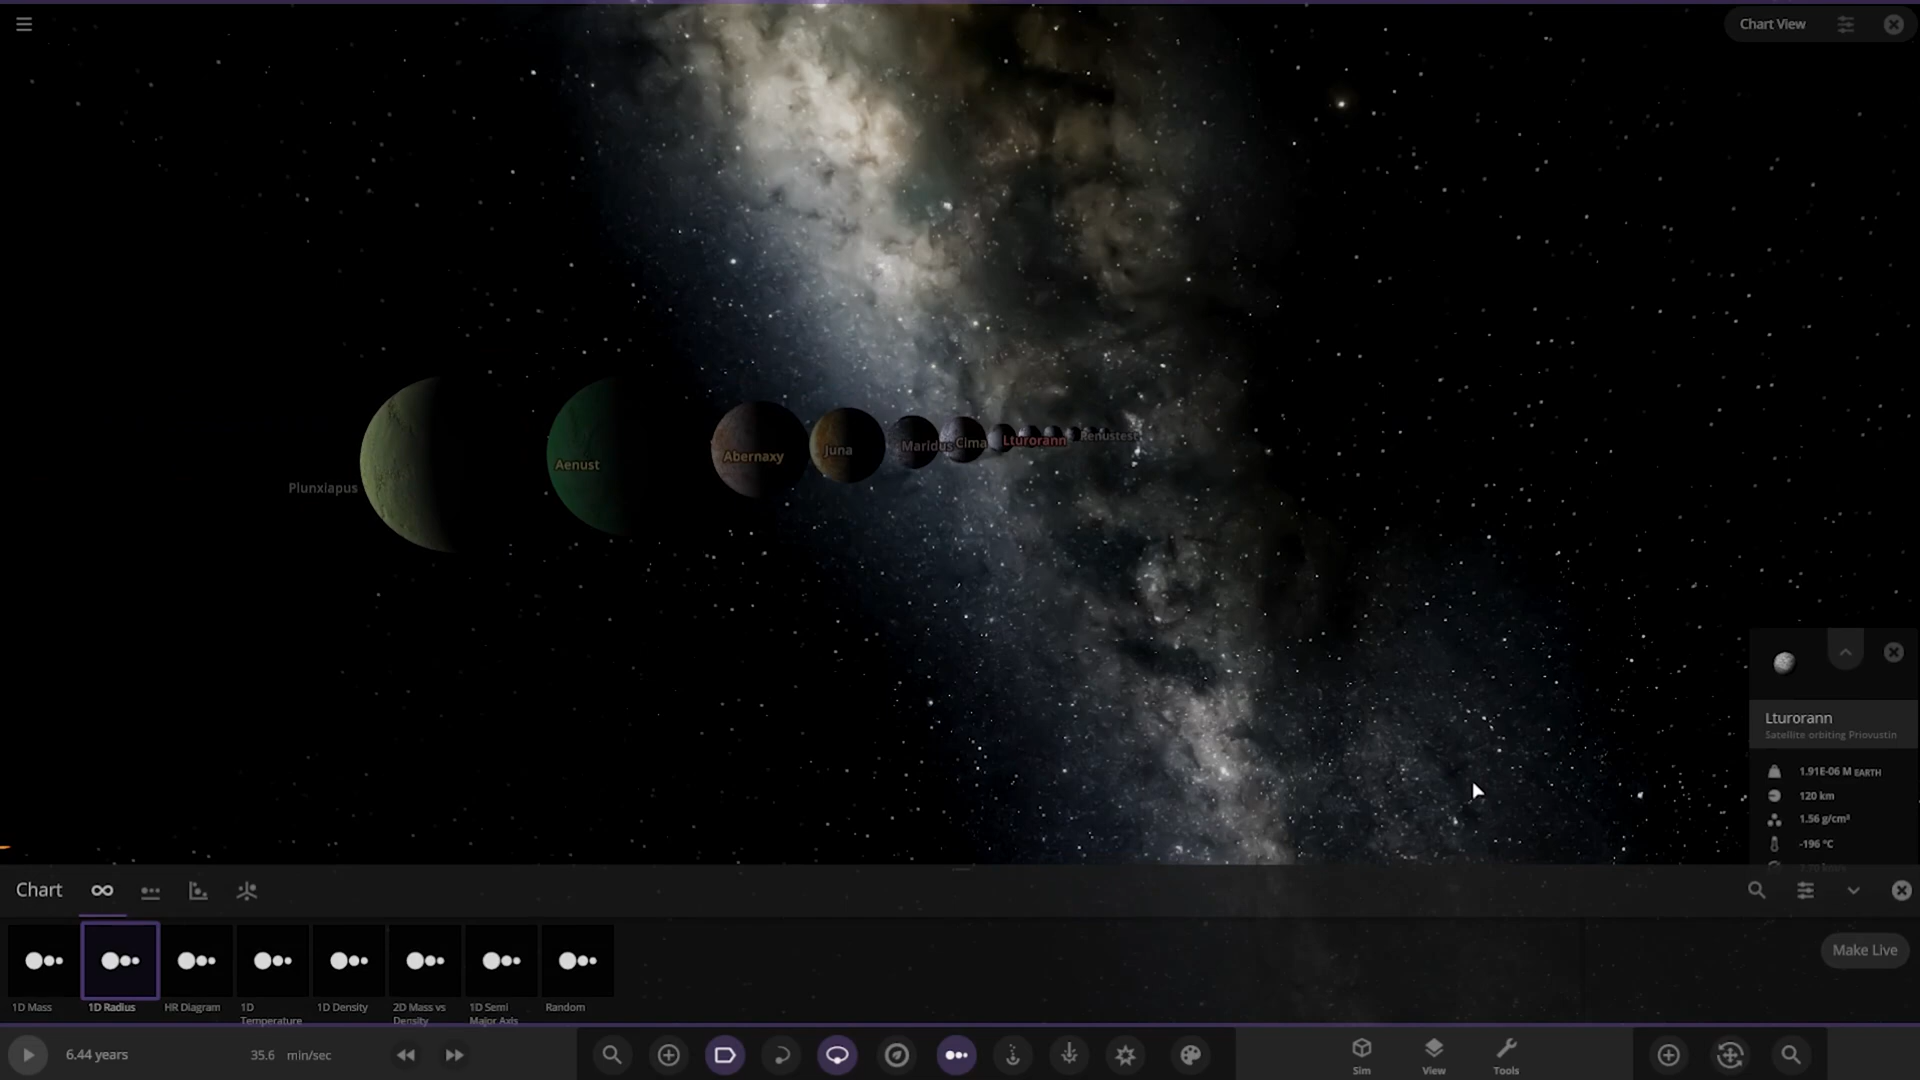 Chart View
Plunxiapus
Aenust
Abernaxy
Juna
Maridus
Cima
Lturorann
Renustest
Lturorann
Satellite orbiting Priovustin
1.91E-06 M EARTH
120 km
1.56 g/cm³
-196 °C
Chart
Make Live
1D Mass
1D Radius
HR Diagram
1D Temperature
1D Density
2D Mass vs Density
1D Semi Major Axis
Random
6.44 years
35.6 min/sec
Sim
View
Tools